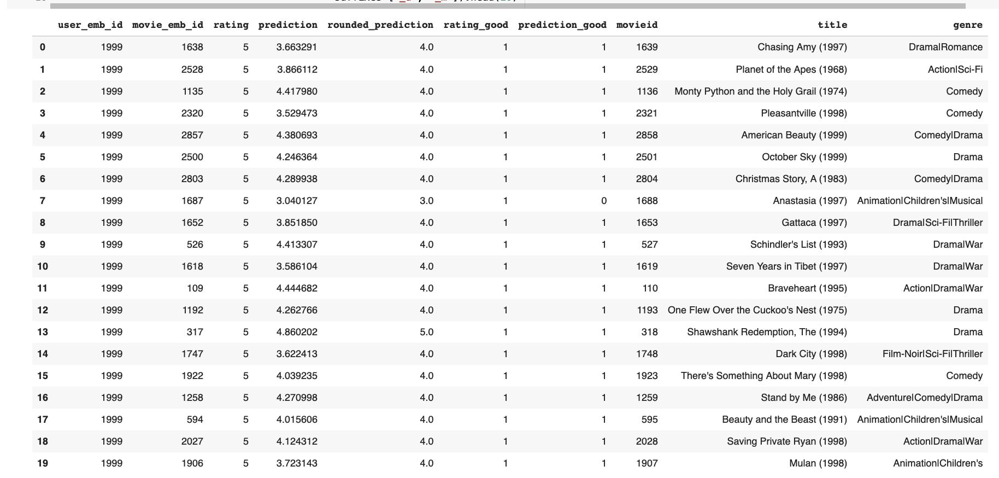 user_emb_id movie_emb_id rating prediction rounded_prediction rating_good prediction_good movieid title genre
0 1999 1638 5 3.663291 4.0 1 1 1639 Chasing Amy (1997) Drama|Romance
1 1999 2528 5 3.866112 4.0 1 1 2529 Planet of the Apes (1968) Action|Sci-Fi
2 1999 1135 5 4.417980 4.0 1 1 1136 Monty Python and the Holy Grail (1974) Comedy
3 1999 2320 5 3.529473 4.0 1 1 2321 Pleasantville (1998) Comedy
4 1999 2857 5 4.380693 4.0 1 1 2858 American Beauty (1999) Comedy|Drama
5 1999 2500 5 4.246364 4.0 1 1 2501 October Sky (1999) Drama
6 1999 2803 5 4.289938 4.0 1 1 2804 Christmas Story, A (1983) Comedy|Drama
7 1999 1687 5 3.040127 3.0 1 0 1688 Anastasia (1997) Animation|Children's|Musical
8 1999 1652 5 3.851850 4.0 1 1 1653 Gattaca (1997) Drama|Sci-Fi|Thriller
9 1999 526 5 4.413307 4.0 1 1 527 Schindler's List (1993) Drama|War
10 1999 1618 5 3.586104 4.0 1 1 1619 Seven Years in Tibet (1997) Drama|War
11 1999 109 5 4.444682 4.0 1 1 110 Braveheart (1995) Action|Drama|War
12 1999 1192 5 4.262766 4.0 1 1 1193 One Flew Over the Cuckoo's Nest (1975) Drama
13 1999 317 5 4.860202 5.0 1 1 318 Shawshank Redemption, The (1994) Drama
14 1999 1747 5 3.622413 4.0 1 1 1748 Dark City (1998) Film-Noir|Sci-Fi|Thriller
15 1999 1922 5 4.039235 4.0 1 1 1923 There's Something About Mary (1998) Comedy
16 1999 1258 5 4.270998 4.0 1 1 1259 Stand by Me (1986) Adventure|Comedy|Drama
17 1999 594 5 4.015606 4.0 1 1 595 Beauty and the Beast (1991) Animation|Children's|Musical
18 1999 2027 5 4.124312 4.0 1 1 2028 Saving Private Ryan (1998) Action|Drama|War
19 1999 1906 5 3.723143 4.0 1 1 1907 Mulan (1998) Animation|Children's